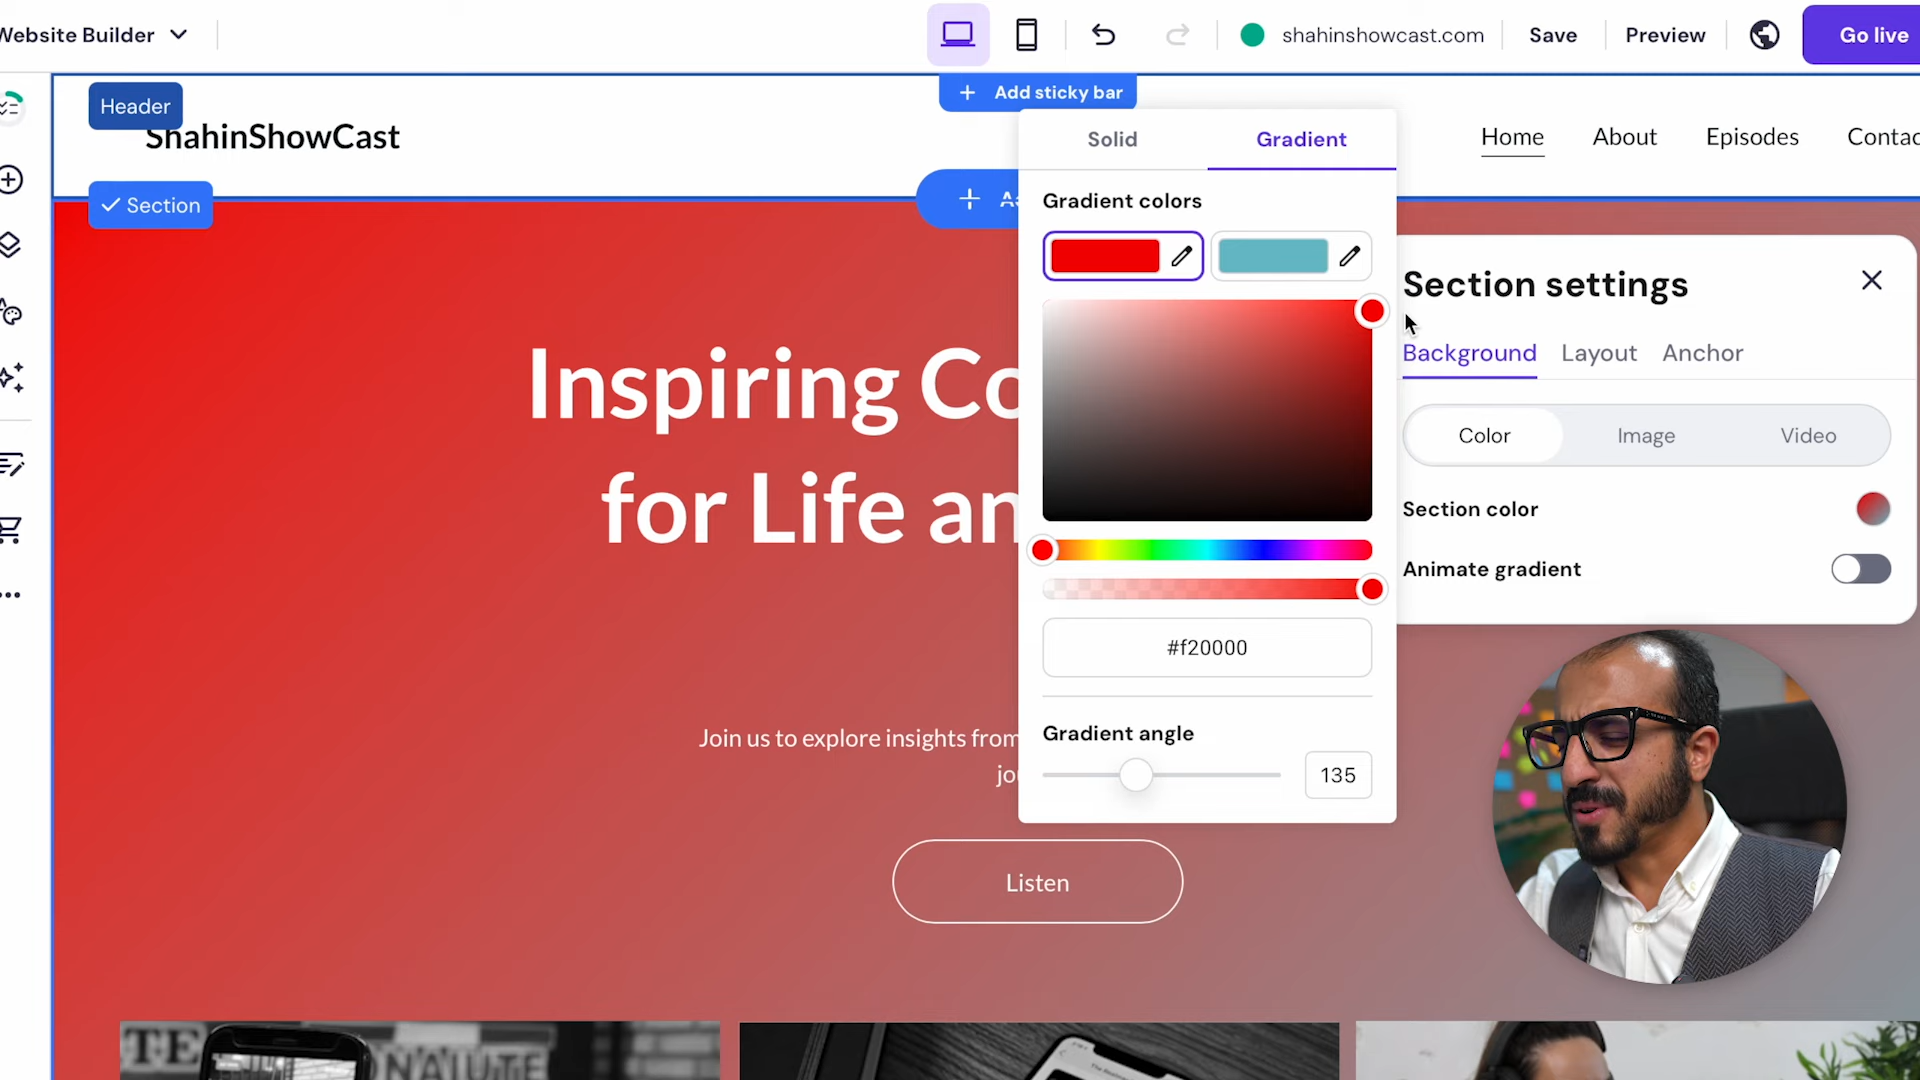 Website Builder
shahinshowcast.com
Save
Preview
Go live
Header
Add sticky bar
ShahinShowCast
Home
About
Episodes
Contac
Section
Solid
Gradient
Gradient colors
#f20000
Gradient angle
135
Section settings
Background
Layout
Anchor
Color
Image
Video
Section color
Animate gradient
Inspiring Co
for Life an
Join us to explore insights from
jou
Listen